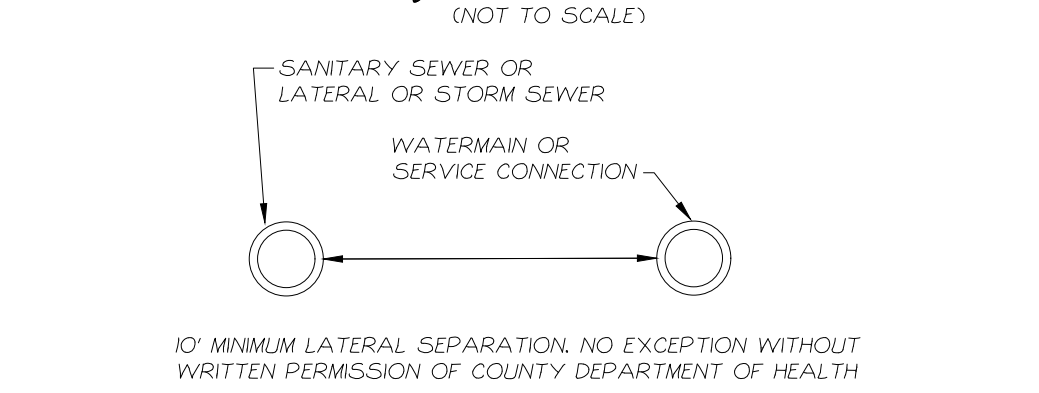 (NOT TO SCALE)
SANITARY SEWER OR
LATERAL OR STORM SEWER
WATERMAIN OR
SERVICE CONNECTION
10' MINIMUM LATERAL SEPARATION. NO EXCEPTION WITHOUT
WRITTEN PERMISSION OF COUNTY DEPARTMENT OF HEALTH